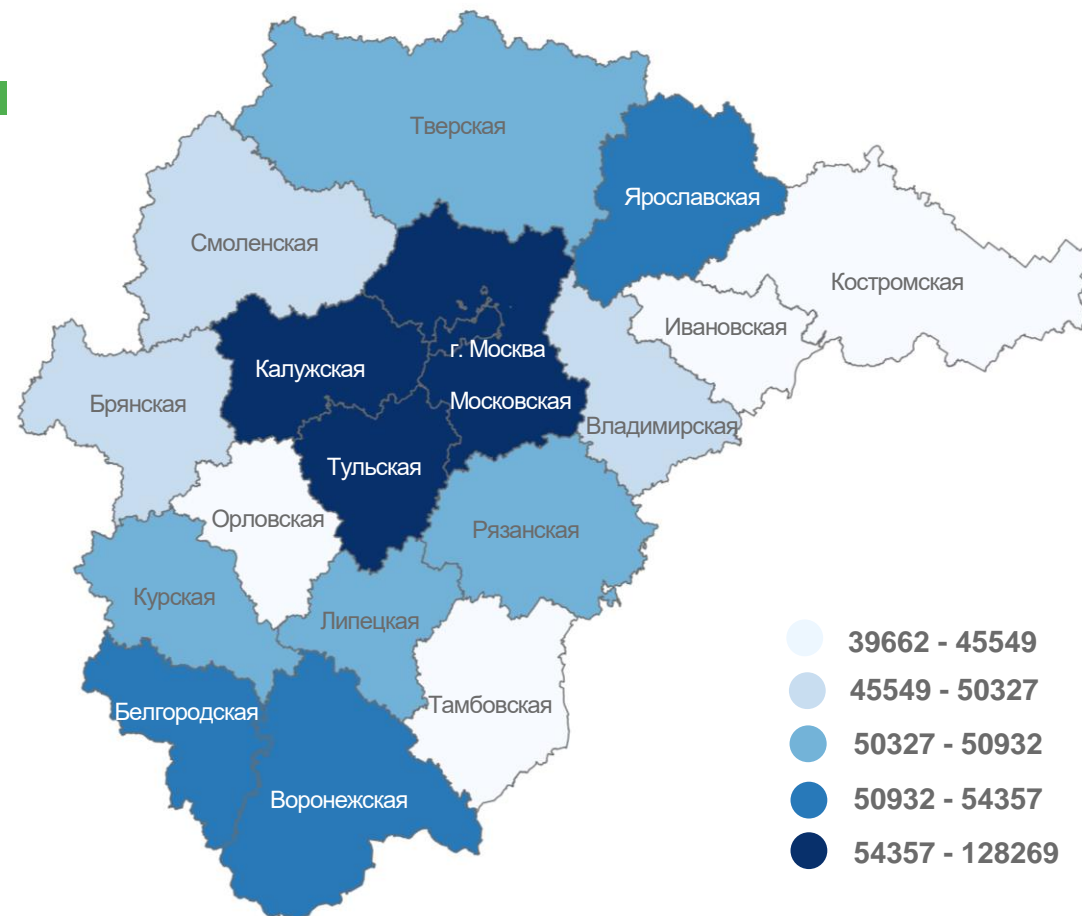 Тверская
Ярославская
Смоленская
Костромская
Ивановская
г. Москва
Калужская
Московская
Брянская
Владимирская
Тульская
Орловская
Рязанская
Курская
Липецкая
Тамбовская
Белгородская
Воронежская
39662 - 45549
45549 - 50327
50327 - 50932
50932 - 54357
54357 - 128269